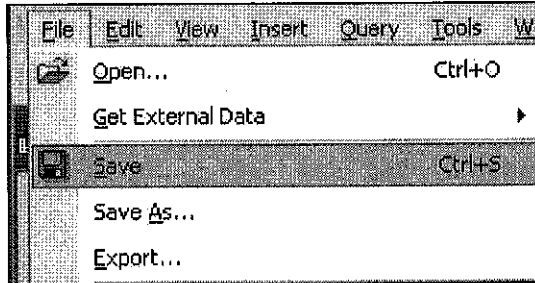 File Edit View Insert Query Tools W
Open... Ctrl+O
Get External Data
Save Ctrl+S
Save As...
Export...